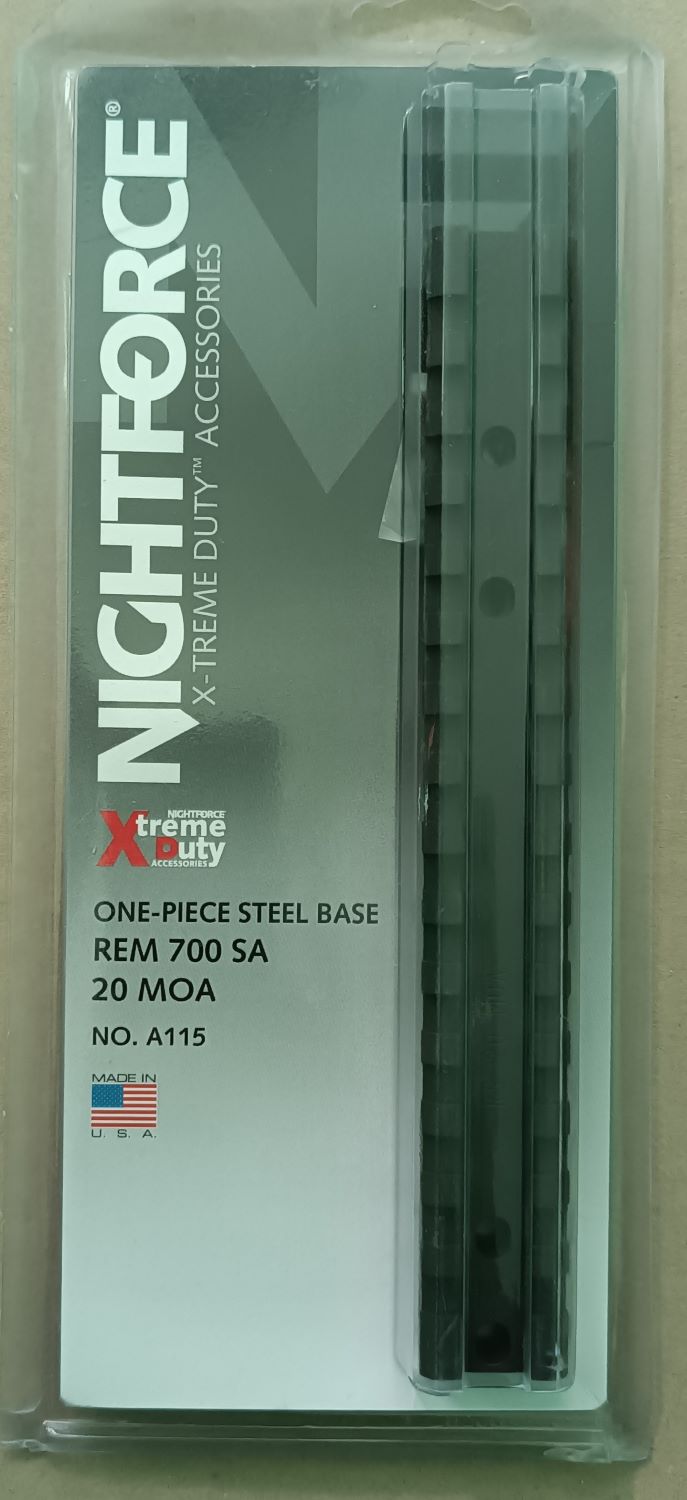 NIGHTFORCE®
X-TREME DUTY™ ACCESSORIES
NIGHTFORCE
Xtreme
Duty
ACCESSORIES
ONE-PIECE STEEL BASE
REM 700 SA
20 MOA
NO. A115
MADE IN
U. S. A.